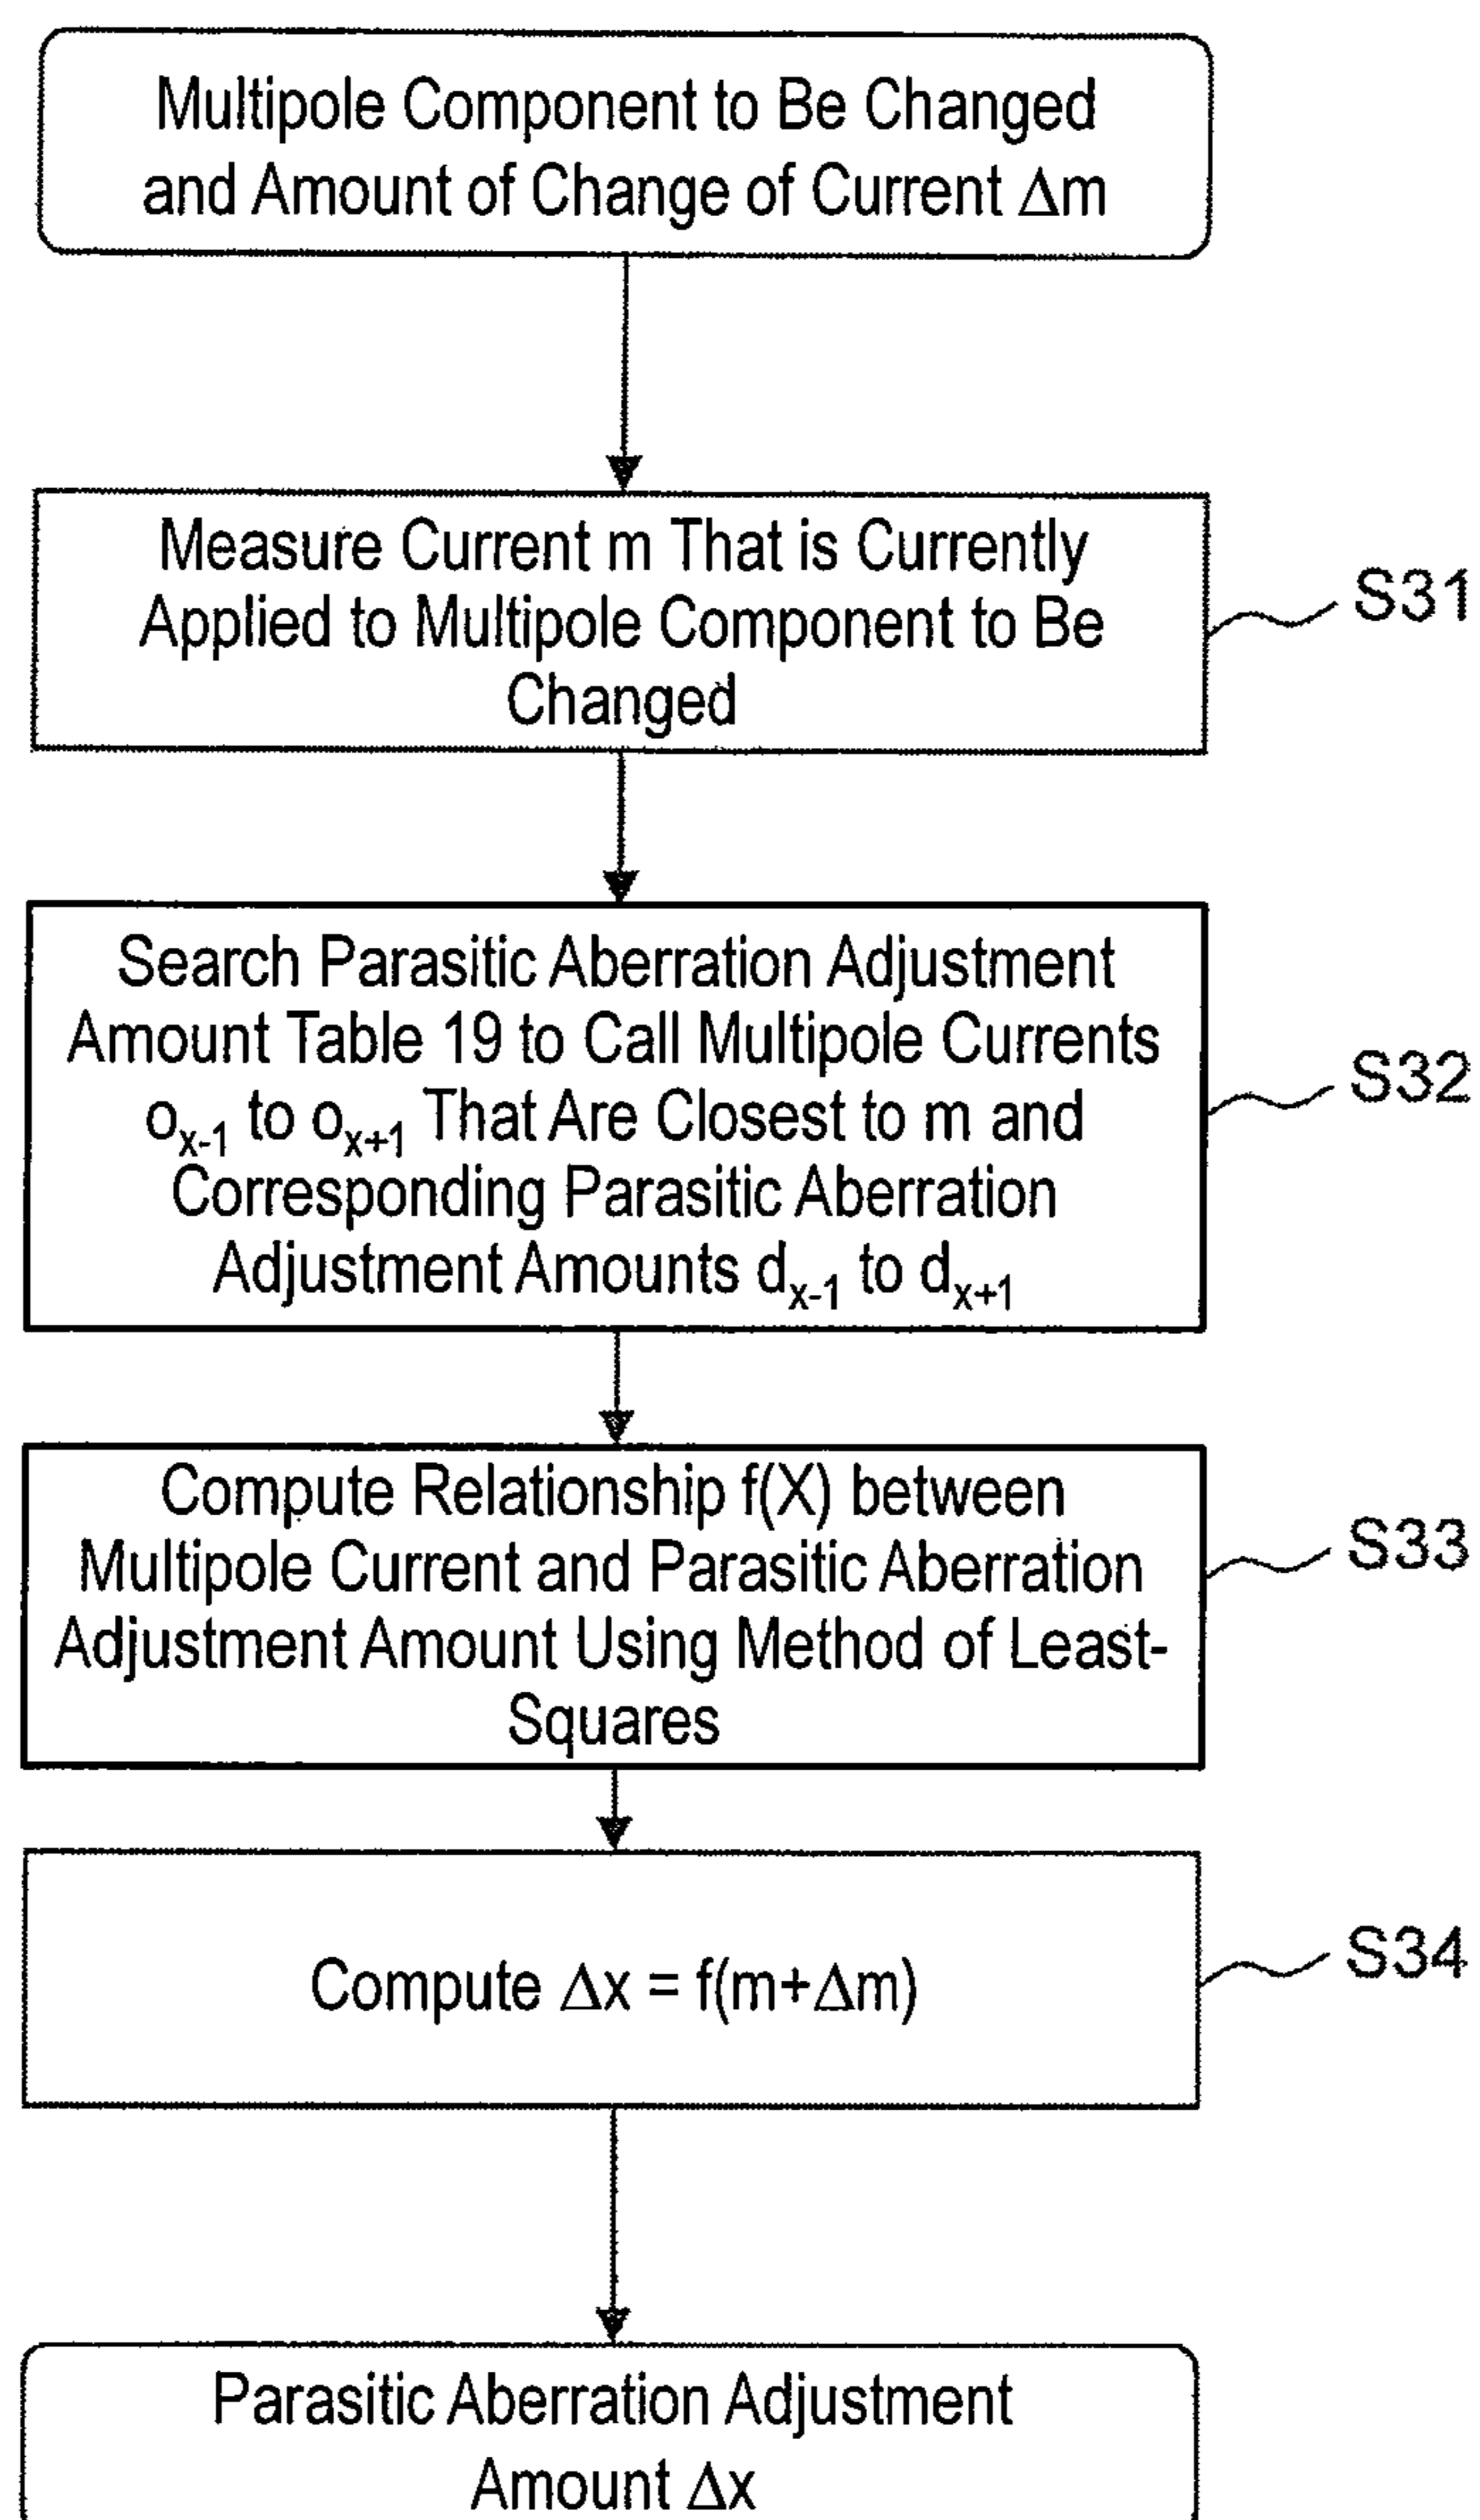 Multipole Component to Be Changed
and Amount of Change of Current Δm
Measure Current m That is Currently
Applied to Multipole Component to Be
Changed
S31
Search Parasitic Aberration Adjustment
Amount Table 19 to Call Multipole Currents
oₓ₋₁ to oₓ₊₁ That Are Closest to m and
Corresponding Parasitic Aberration
Adjustment Amounts dₓ₋₁ to dₓ₊₁
S32
Compute Relationship f(X) between
Multipole Current and Parasitic Aberration
Adjustment Amount Using Method of Least-
Squares
S33
Compute Δx = f(m+Δm)
S34
Parasitic Aberration Adjustment
Amount Δx